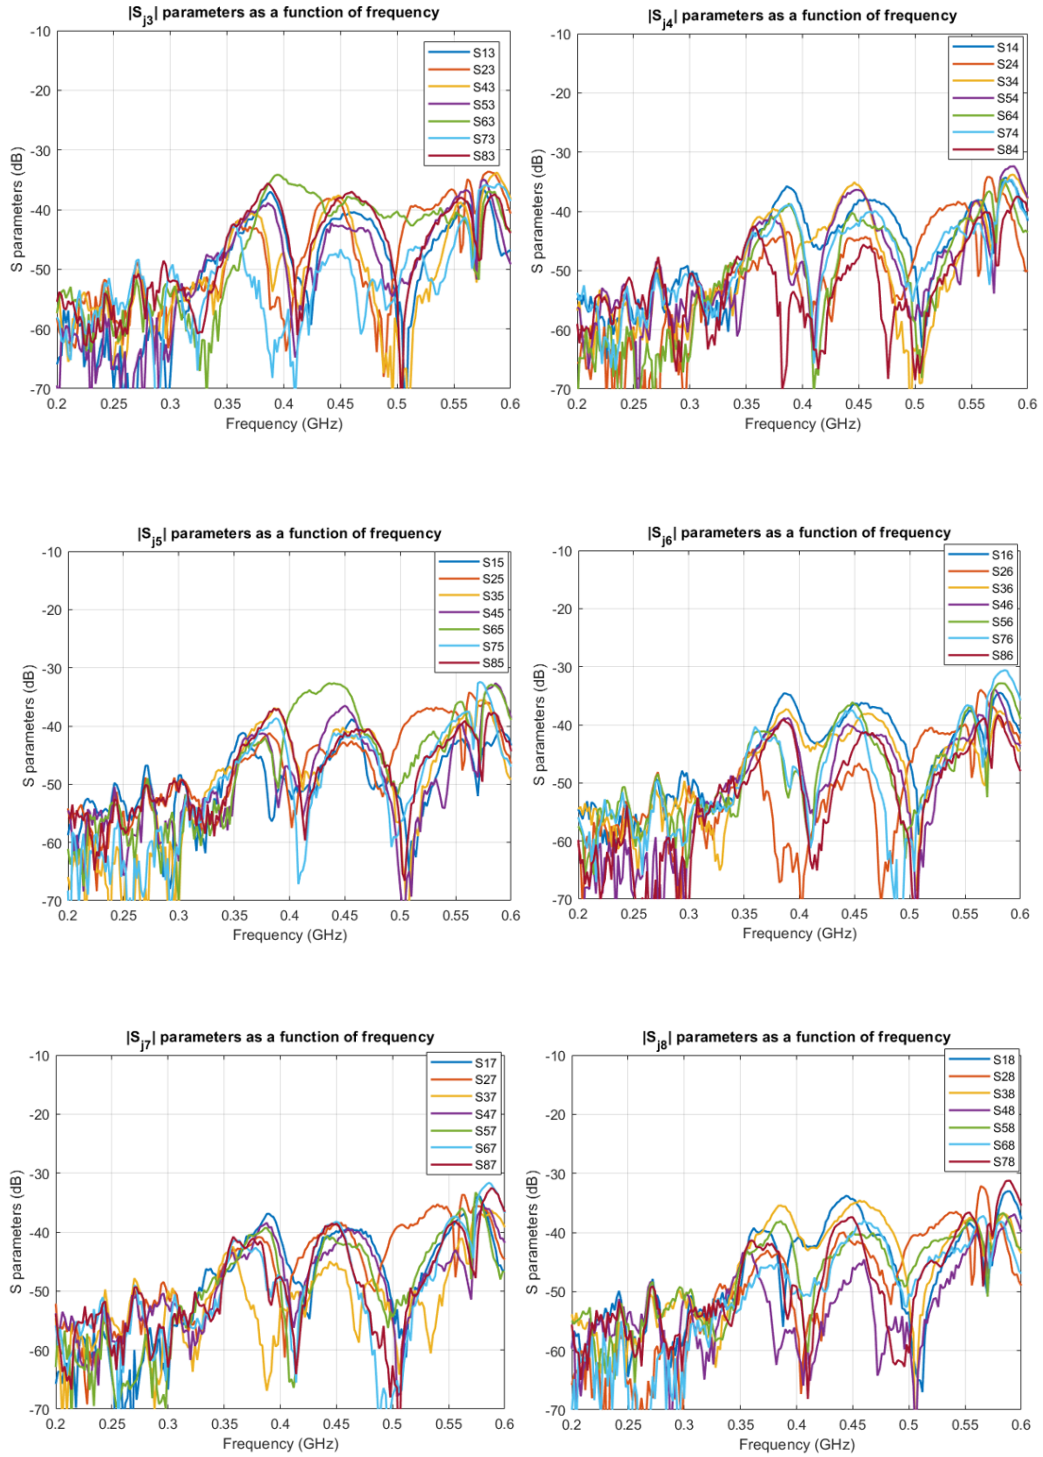 |Sj3| parameters as a function of frequency
-10
-20
-30
-40
-50
-60
-70
S parameters (dB)
0.2 0.25 0.3 0.35 0.4 0.45 0.5 0.55 0.6
Frequency (GHz)
S13
S23
S43
S53
S63
S73
S83
|Sj4| parameters as a function of frequency
-10
-20
-30
-40
-50
-60
-70
S parameters (dB)
0.2 0.25 0.3 0.35 0.4 0.45 0.5 0.55 0.6
Frequency (GHz)
S14
S24
S34
S54
S64
S74
S84
|Sj5| parameters as a function of frequency
-10
-20
-30
-40
-50
-60
-70
S parameters (dB)
0.2 0.25 0.3 0.35 0.4 0.45 0.5 0.55 0.6
Frequency (GHz)
S15
S25
S35
S45
S65
S75
S85
|Sj6| parameters as a function of frequency
-10
-20
-30
-40
-50
-60
-70
S parameters (dB)
0.2 0.25 0.3 0.35 0.4 0.45 0.5 0.55 0.6
Frequency (GHz)
S16
S26
S36
S46
S56
S76
S86
|Sj7| parameters as a function of frequency
-10
-20
-30
-40
-50
-60
-70
S parameters (dB)
0.2 0.25 0.3 0.35 0.4 0.45 0.5 0.55 0.6
Frequency (GHz)
S17
S27
S37
S47
S57
S67
S87
|Sj8| parameters as a function of frequency
-10
-20
-30
-40
-50
-60
-70
S parameters (dB)
0.2 0.25 0.3 0.35 0.4 0.45 0.5 0.55 0.6
Frequency (GHz)
S18
S28
S38
S48
S58
S68
S78